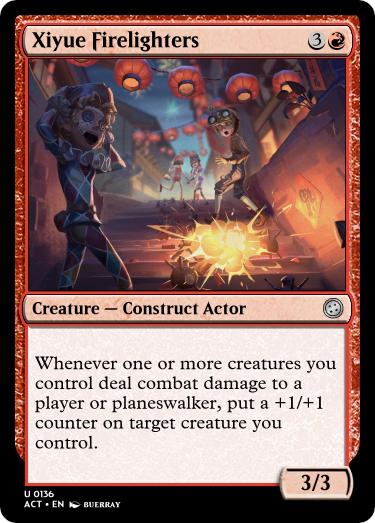 Xiyue Firelighters 3
Creature — Construct Actor
Whenever one or more creatures you
control deal combat damage to a
player or planeswalker, put a +1/+1
counter on target creature you
control.
3/3
U 0136
ACT • EN BUERRAY